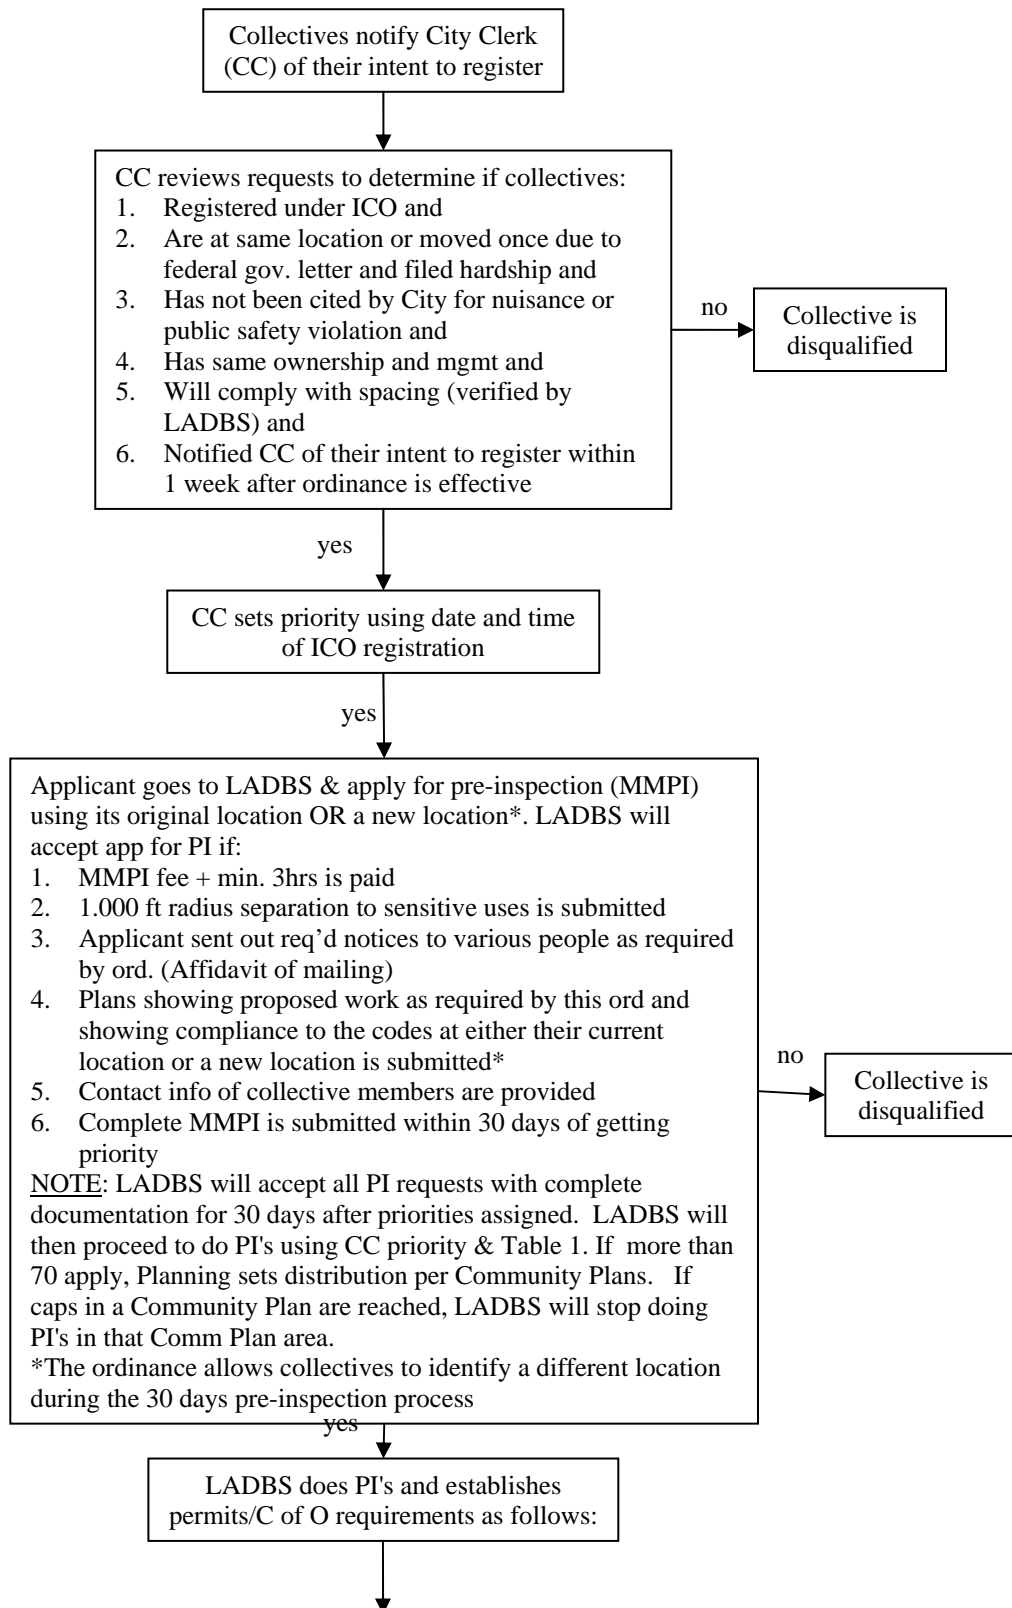 Collectives notify City Clerk
(CC) of their intent to register
CC reviews requests to determine if collectives:
1. Registered under ICO and
2. Are at same location or moved once due to
federal gov. letter and filed hardship and
3. Has not been cited by City for nuisance or
public safety violation and
4. Has same ownership and mgmt and
5. Will comply with spacing (verified by
LADBS) and
6. Notified CC of their intent to register within
1 week after ordinance is effective
no
Collective is
disqualified
yes
CC sets priority using date and time
of ICO registration
yes
Applicant goes to LADBS & apply for pre-inspection (MMPI)
using its original location OR a new location*. LADBS will
accept app for PI if:
1. MMPI fee + min. 3hrs is paid
2. 1.000 ft radius separation to sensitive uses is submitted
3. Applicant sent out req’d notices to various people as required
by ord. (Affidavit of mailing)
4. Plans showing proposed work as required by this ord and
showing compliance to the codes at either their current
location or a new location is submitted*
5. Contact info of collective members are provided
6. Complete MMPI is submitted within 30 days of getting
priority
NOTE: LADBS will accept all PI requests with complete
documentation for 30 days after priorities assigned. LADBS will
then proceed to do PI's using CC priority & Table 1. If more than
70 apply, Planning sets distribution per Community Plans. If
caps in a Community Plan are reached, LADBS will stop doing
PI's in that Comm Plan area.
*The ordinance allows collectives to identify a different location
during the 30 days pre-inspection process
no
Collective is
disqualified
yes
LADBS does PI's and establishes
permits/C of O requirements as follows: